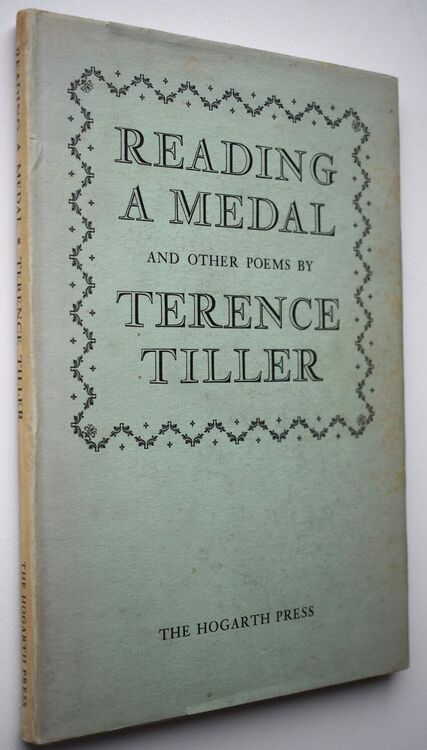 READING
A MEDAL
AND OTHER POEMS BY
TERENCE
TILLER
THE HOGARTH PRESS
READING A MEDAL * TERENCE TILLER
THE HOGARTH PRESS